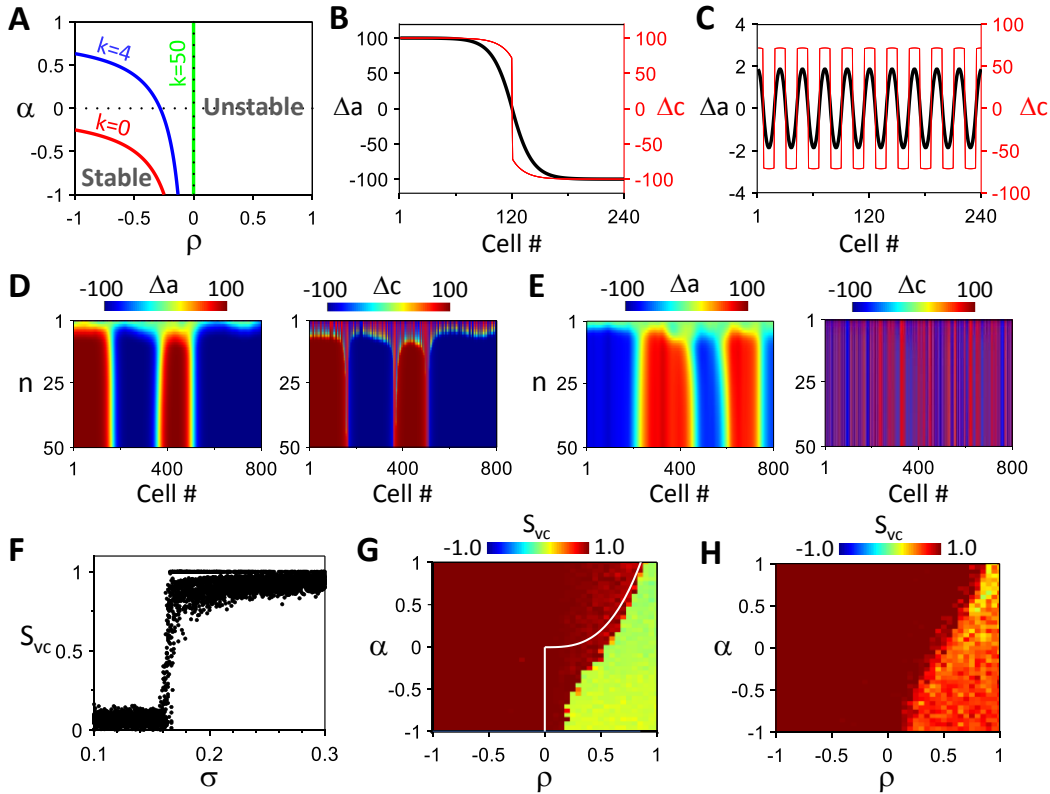 A
1
0.5
α
0
-0.5
-1
k=4
k=0
k=50
Unstable
Stable
-1
-0.5
0
0.5
1
ρ
B
100
50
Δa
0
-50
-100
100
50
Δc
0
-50
-100
1
120
240
Cell #
C
4
2
Δa
0
-2
-4
100
50
Δc
0
-50
-100
1
120
240
Cell #
D
-100 Δa 100
-100 Δc 100
1
n
25
50
1
25
50
1
400
800
Cell #
1
400
800
Cell #
E
-100 Δa 100
-100 Δc 100
1
25
50
1
25
50
1
400
800
Cell #
1
400
800
Cell #
F
1
Svc
0.5
0
0.1
0.2
0.3
σ
G
Svc
-1.0
1.0
1
0.5
α
0
-0.5
-1
-1
-0.5
0
0.5
1
ρ
H
Svc
-1.0
1.0
1
0.5
α
0
-0.5
-1
-1
-0.5
0
0.5
1
ρ